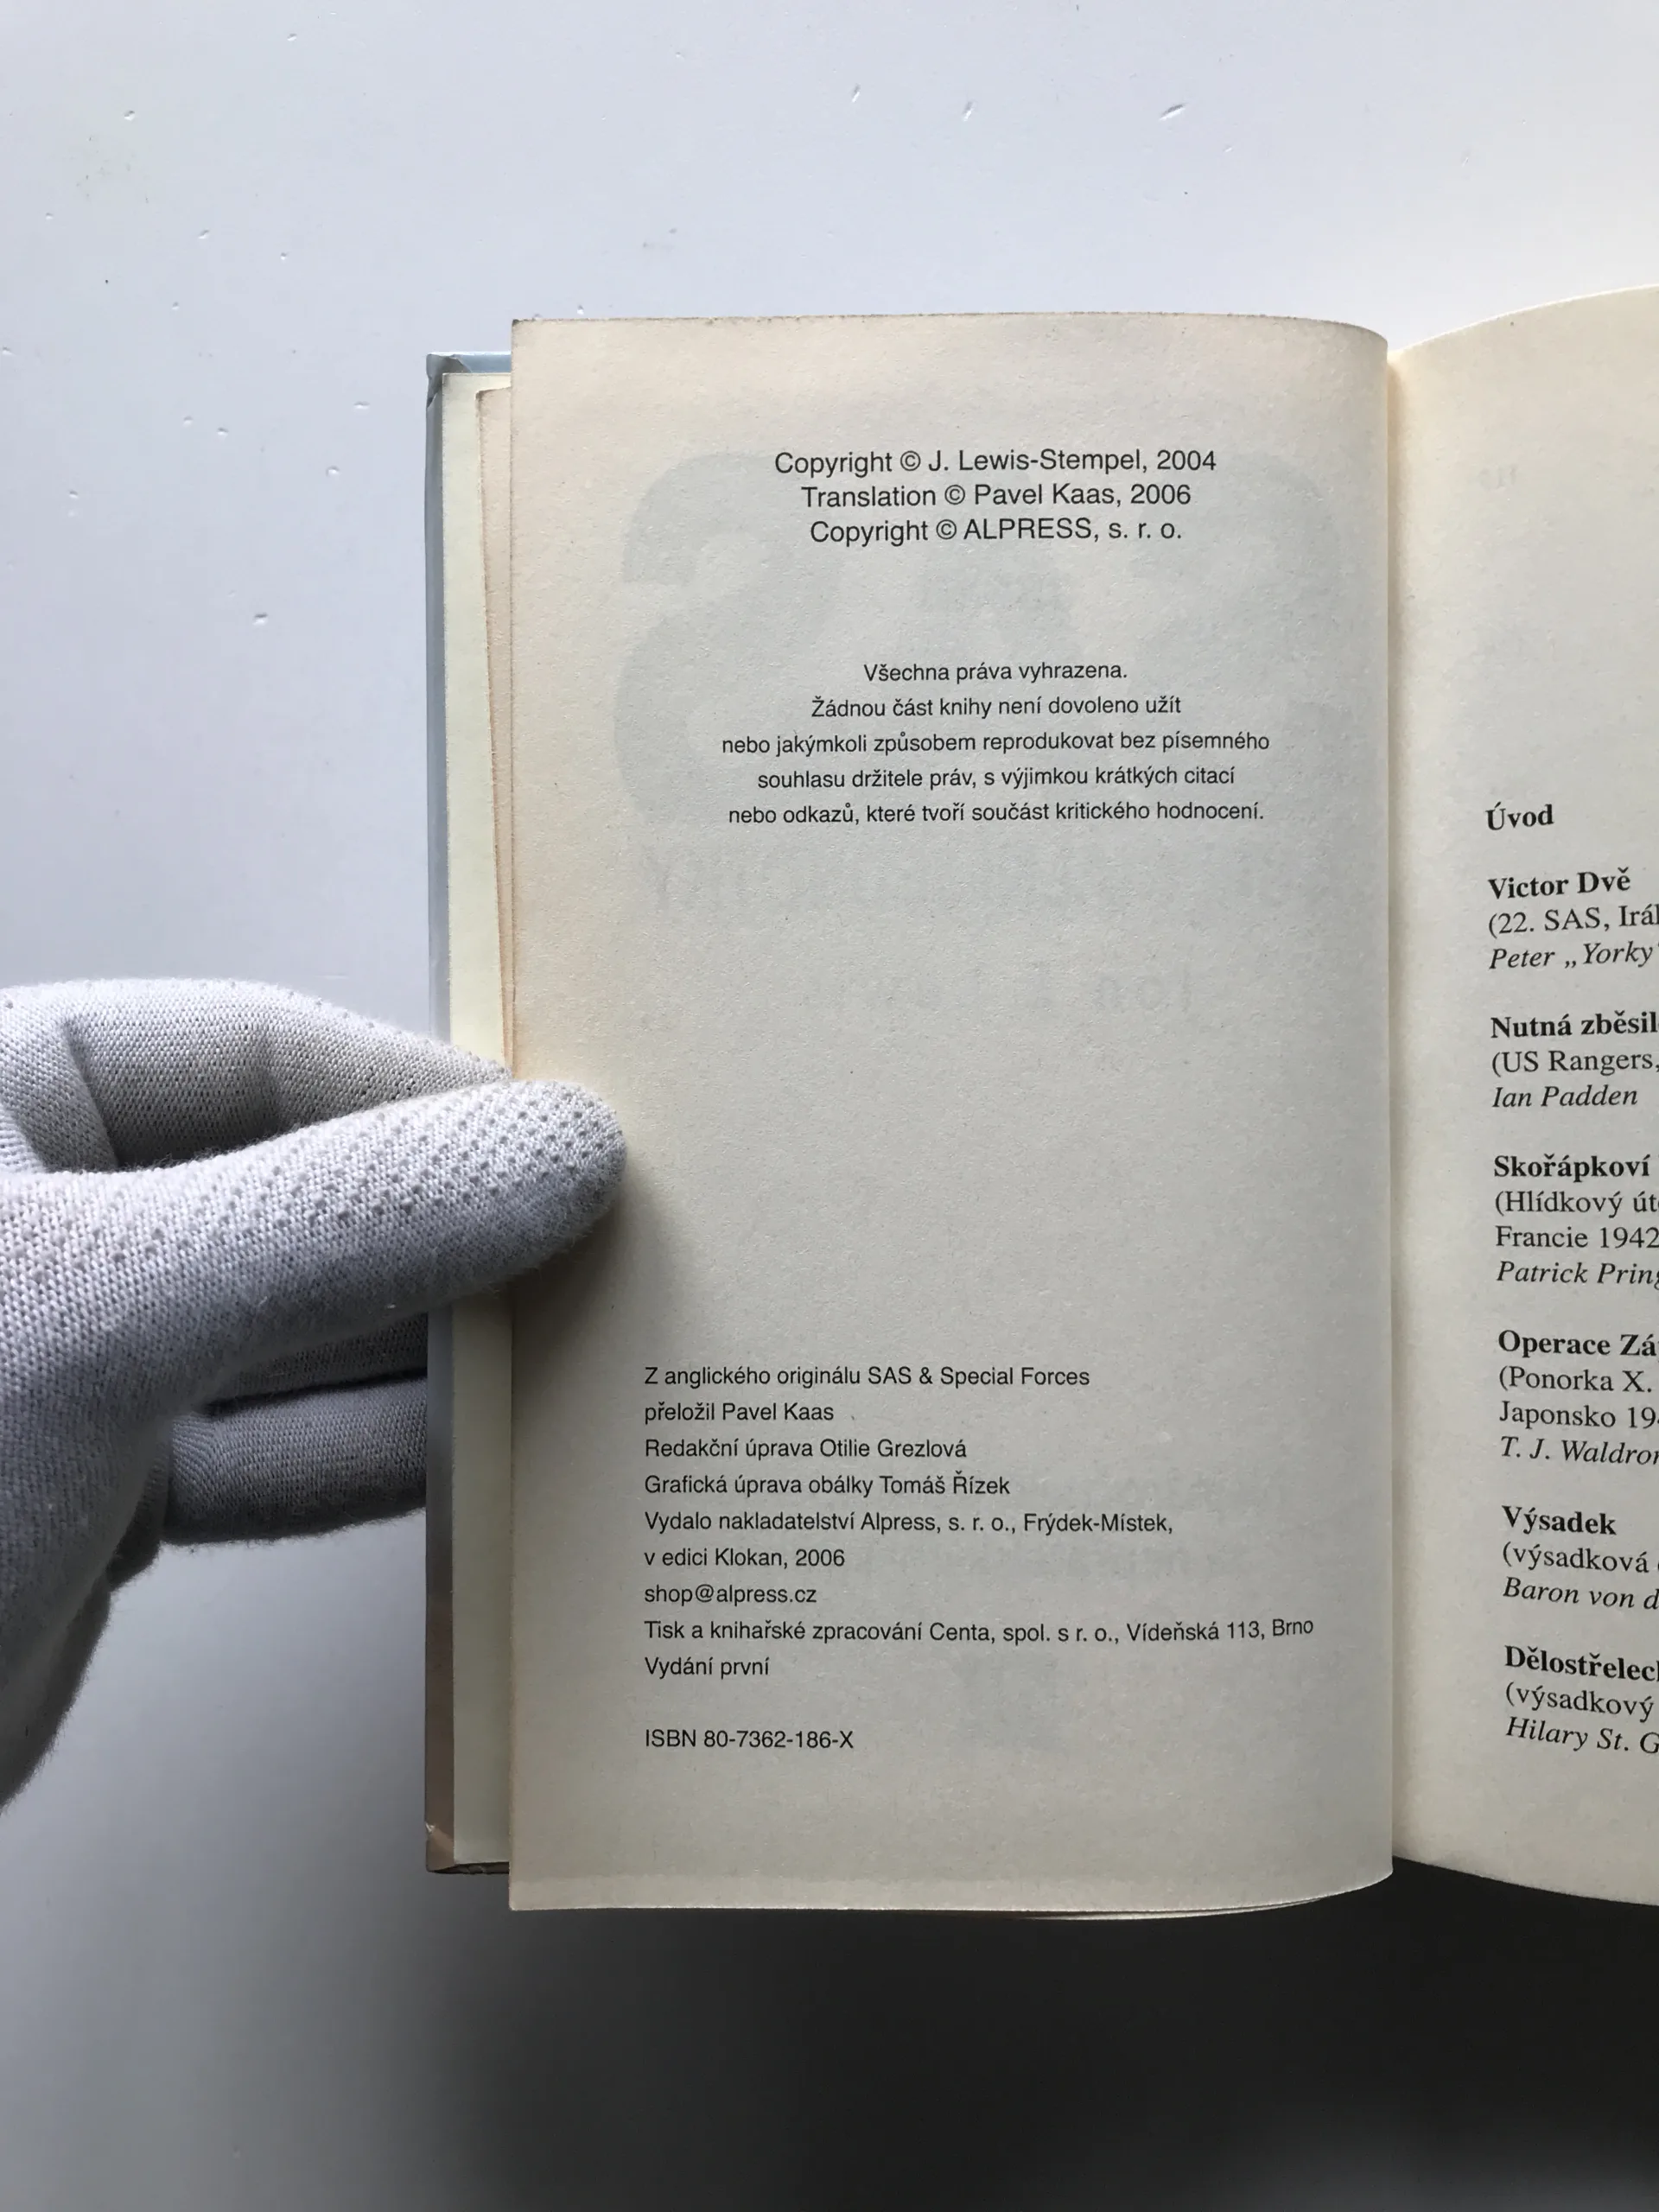 Copyright © J. Lewis-Stempel, 2004
Translation © Pavel Kaas, 2006
Copyright © ALPRESS, s. r. o.
Všechna práva vyhrazena.
Žádnou část knihy není dovoleno užít
nebo jakýmkoli způsobem reprodukovat bez písemného
souhlasu držitele práv, s výjimkou krátkých citací
nebo odkazů, které tvoří součást kritického hodnocení.
Z anglického originálu SAS & Special Forces
přeložil Pavel Kaas
Redakční úprava Otilie Grezlová
Grafická úprava obálky Tomáš Řízek
Vydalo nakladatelství Alpress, s. r. o., Frýdek-Místek,
v edici Klokan, 2006
shop@alpress.cz
Tisk a knihařské zpracování Centa, spol. s r. o., Vídeňská 113, Brno
Vydání první
ISBN 80-7362-186-X
Úvod
Victor Dvě
(22. SAS,
Peter „Yorky
Nutná
(US Rangers,
Ian Padden
Skořápkoví
(Hlídkový
Francie 1942
Patrick
Operace
(Ponorka X.
Japonsko
T. J.
Výsadek
(výsadková
Baron von
(výsadkový
Hilary St.